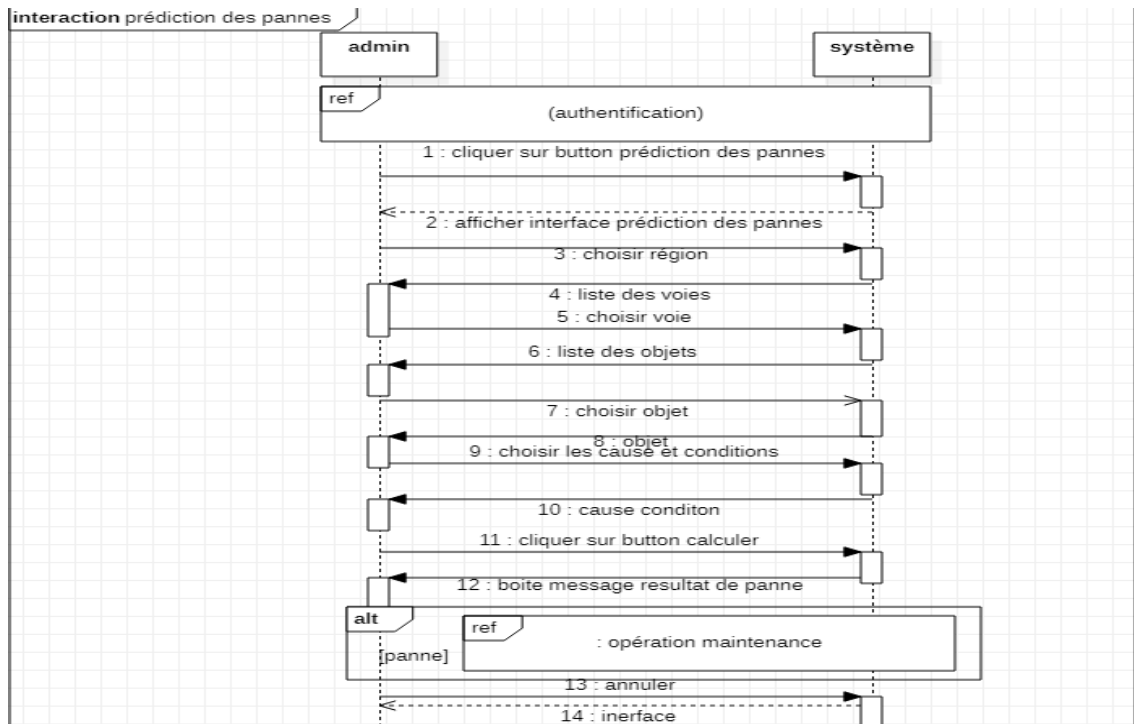 interaction prédiction des pannes
admin
système
ref
(authentification)
1 : cliquer sur button prédiction des pannes
2 : afficher interface prédiction des pannes
3 : choisir région
4 : liste des voies
5 : choisir voie
6 : liste des objets
7 : choisir objet
8 : objet
9 : choisir les cause et conditions
10 : cause conditon
11 : cliquer sur button calculer
12 : boite message resultat de panne
alt
ref
: opération maintenance
[panne]
13 : annuler
14 : inerface